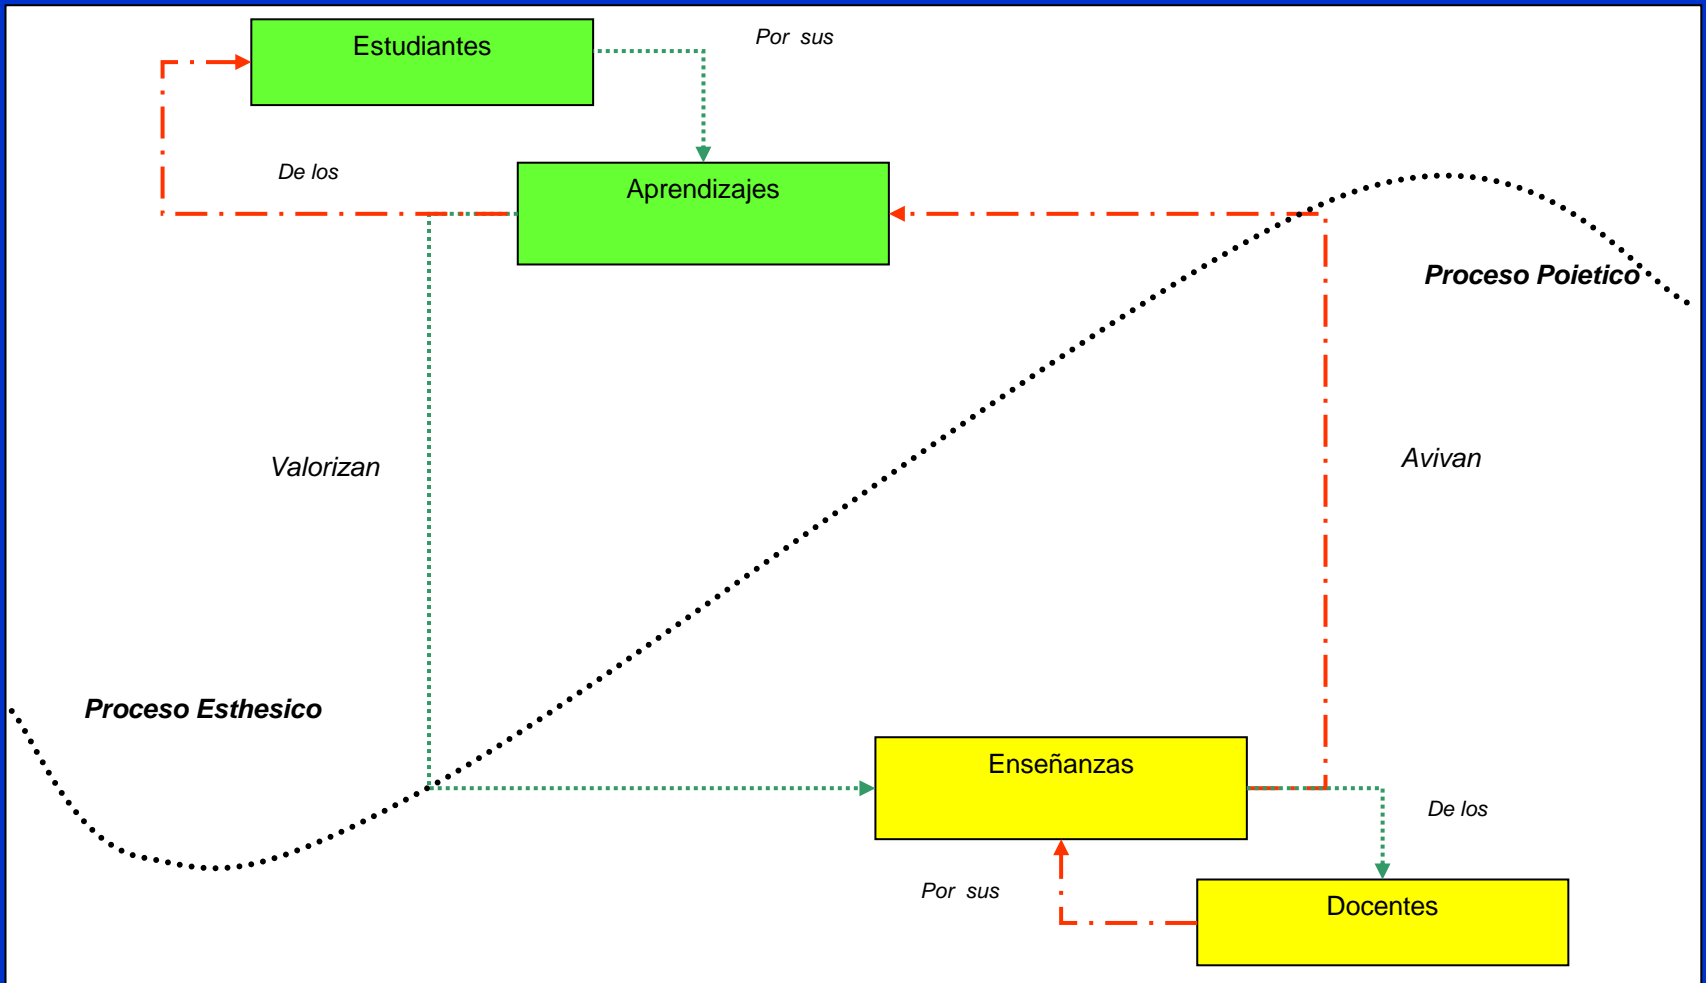 Estudiantes
Por sus
De los
Aprendizajes
Proceso Poietico
Valorizan
Avivan
Proceso Esthesico
Enseñanzas
De los
Por sus
Docentes